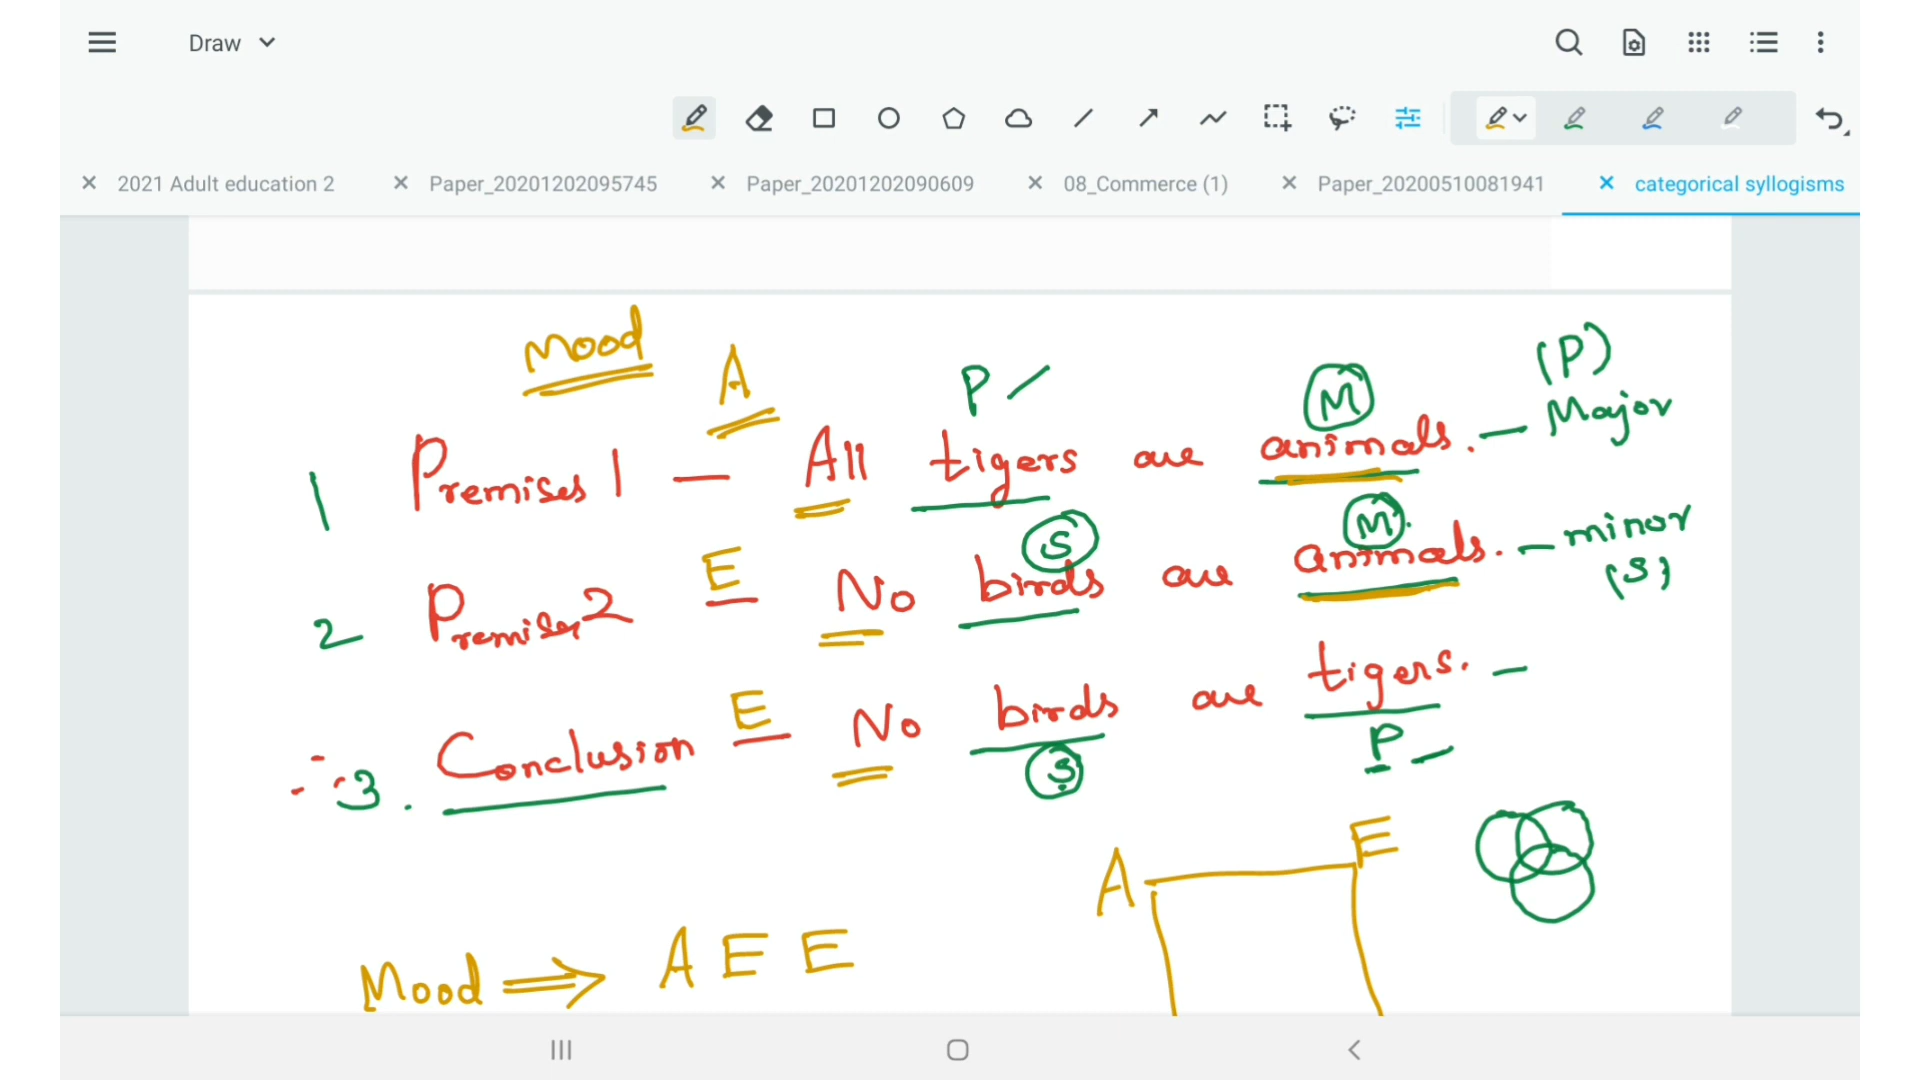 Draw
2021 Adult education 2 Paper_20201202095745 Paper_20201202090609 08_Commerce (1) Paper_20200510081941 categorical syllogisms
Mood A P M (P)
1 Premises 1 — All tigers are animals. — Major
E S M
2 Premises 2 No birds are animals. — minor (S)
∴ 3. Conclusion E No birds are tigers. —
S P —
A E
Mood ⇒ A E E